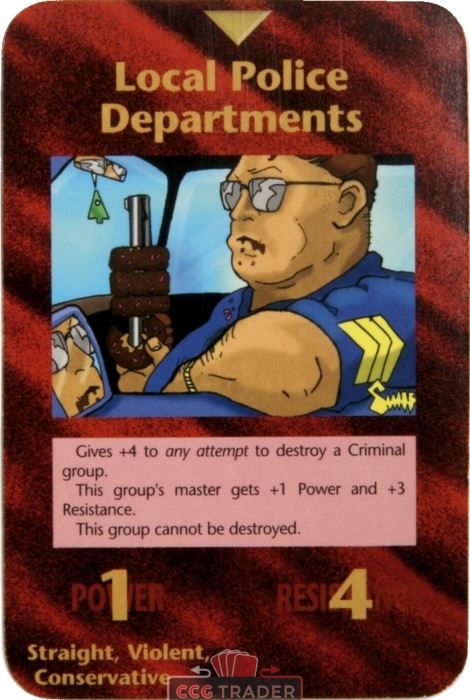 Local Police
Departments
Gives +4 to any attempt to destroy a Criminal
group.
This group's master gets +1 Power and +3
Resistance.
This group cannot be destroyed.
POWER 1 RESISTANCE 4
Straight, Violent,
Conservative
CCG TRADER